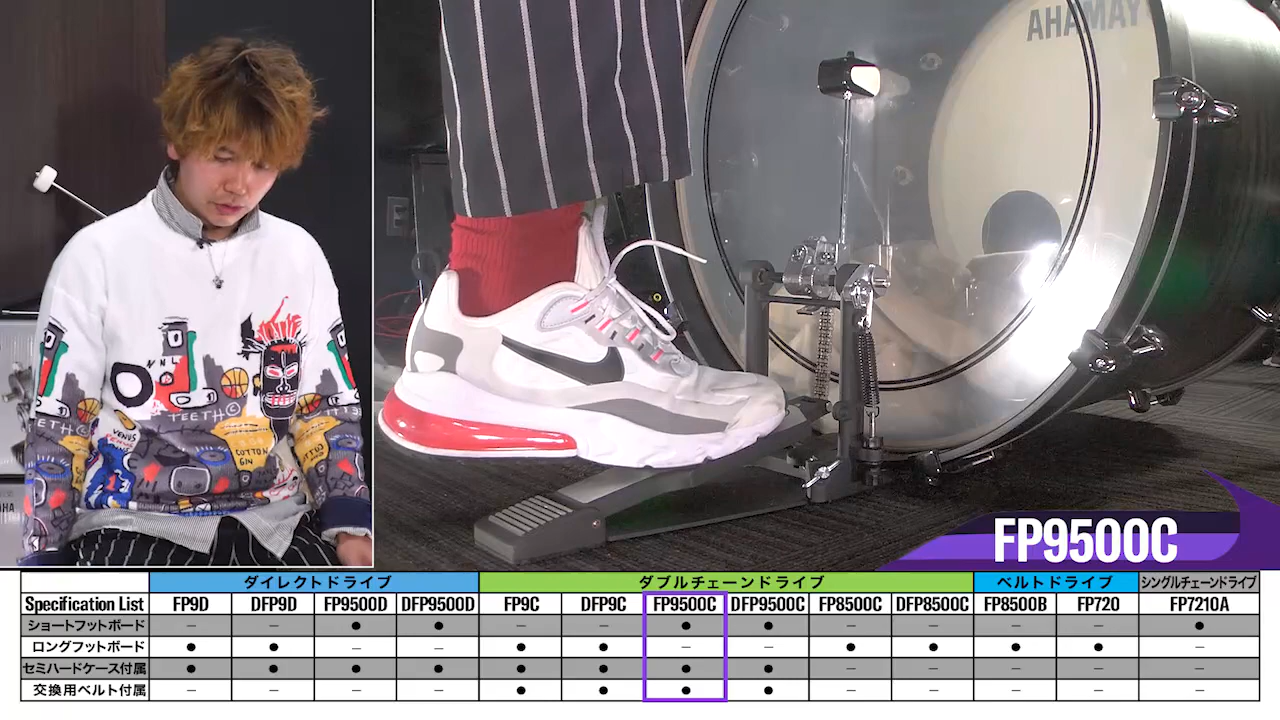 AHAMAY
NNL
TEETH©
VENUS
VENUS
COTTON
GIN
FP9500C
ダイレクトドライブ ダブルチェーンドライブ ベルトドライブ シングルチェーンドライブ
Specification List FP9D DFP9D FP9500D DFP9500D FP9C DFP9C FP9500C DFP9500C FP8500C DFP8500C FP8500B FP720 FP7210A
ショートフットボード – – ● ● – – ● ● – – – – ●
ロングフットボード ● ● – – ● ● – – ● ● ● ● –
セミハードケース付属 ● ● ● ● ● ● ● ● – – – – –
交換用ベルト付属 – – – – ● ● ● ● – – – – –